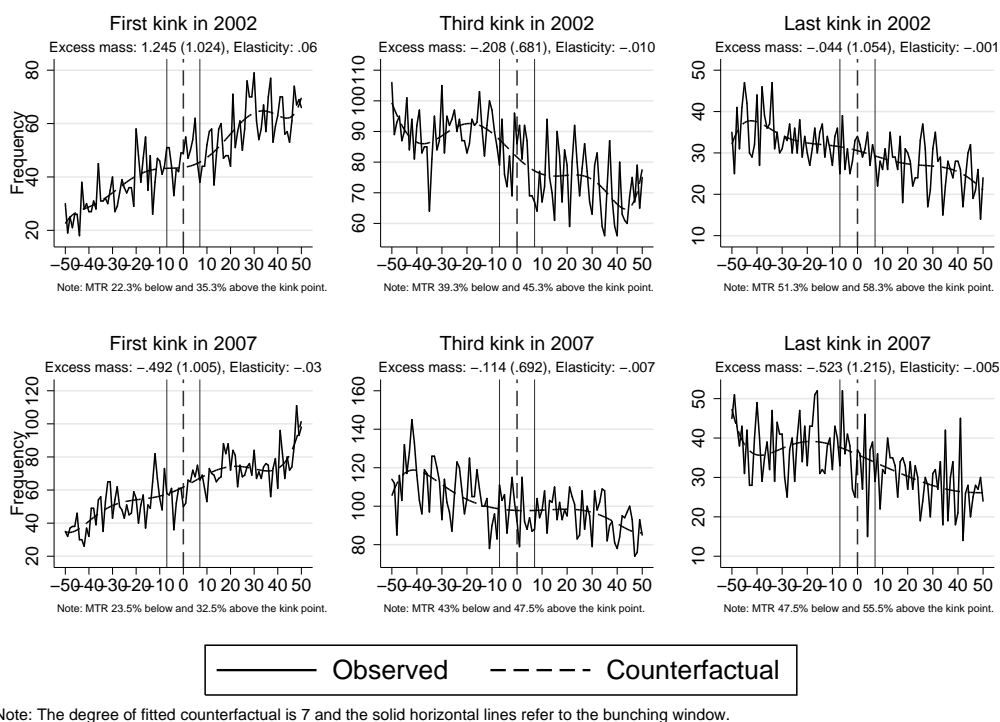 First kink in 2002
Excess mass: 1.245 (1.024), Elasticity: .06
Frequency
80
60
40
20
−50 −40 −30 −20 −10 0 10 20 30 40 50
Note: MTR 22.3% below and 35.3% above the kink point.
Third kink in 2002
Excess mass: −.208 (.681), Elasticity: −.010
110
100
90
80
70
60
−50 −40 −30 −20 −10 0 10 20 30 40 50
Note: MTR 39.3% below and 45.3% above the kink point.
Last kink in 2002
Excess mass: −.044 (1.054), Elasticity: −.001
50
40
30
20
10
−50 −40 −30 −20 −10 0 10 20 30 40 50
Note: MTR 51.3% below and 58.3% above the kink point.
First kink in 2007
Excess mass: −.492 (1.005), Elasticity: −.03
Frequency
120
100
80
60
40
20
−50 −40 −30 −20 −10 0 10 20 30 40 50
Note: MTR 23.5% below and 32.5% above the kink point.
Third kink in 2007
Excess mass: −.114 (.692), Elasticity: −.007
160
140
120
100
80
−50 −40 −30 −20 −10 0 10 20 30 40 50
Note: MTR 43% below and 47.5% above the kink point.
Last kink in 2007
Excess mass: −.523 (1.215), Elasticity: −.005
50
40
30
20
10
−50 −40 −30 −20 −10 0 10 20 30 40 50
Note: MTR 47.5% below and 55.5% above the kink point.
Observed
Counterfactual
Note: The degree of fitted counterfactual is 7 and the solid horizontal lines refer to the bunching window.